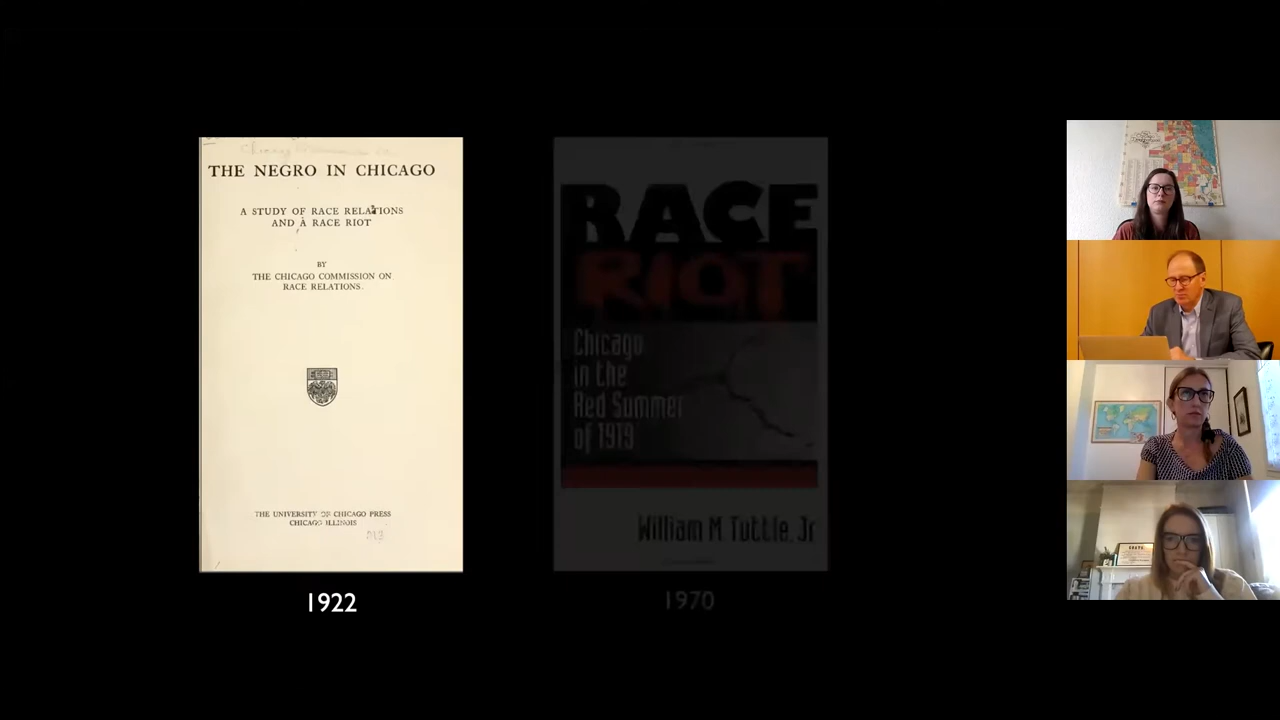 THE NEGRO IN CHICAGO
A STUDY OF RACE RELATIONS
AND A RACE RIOT
BY
THE CHICAGO COMMISSION ON
RACE RELATIONS
THE UNIVERSITY OF CHICAGO PRESS
CHICAGO ILLINOIS
1922
RACE
RIOT
Chicago
in the
Red Summer
of 1919
William M. Tuttle, Jr
1970